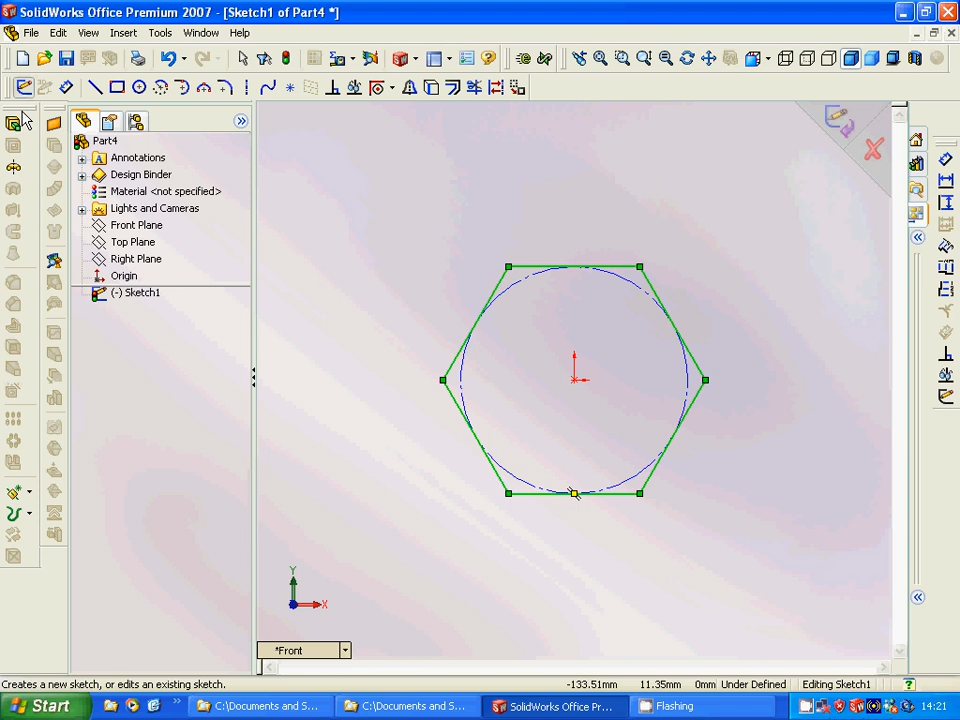 SolidWorks Office Premium 2007 - [Sketch1 of Part4 *]
File Edit View Insert Tools Window Help
Part4
A Annotations
Design Binder
Material <not specified>
Lights and Cameras
Front Plane
Top Plane
Right Plane
Origin
(-) Sketch1
Y
X
*Front
Creates a new sketch, or edits an existing sketch. -133.51mm 11.35mm 0mm Under Defined Editing Sketch1
Start C:\Documents and S... C:\Documents and S... SolidWorks Office Pr... Flashing 14:21